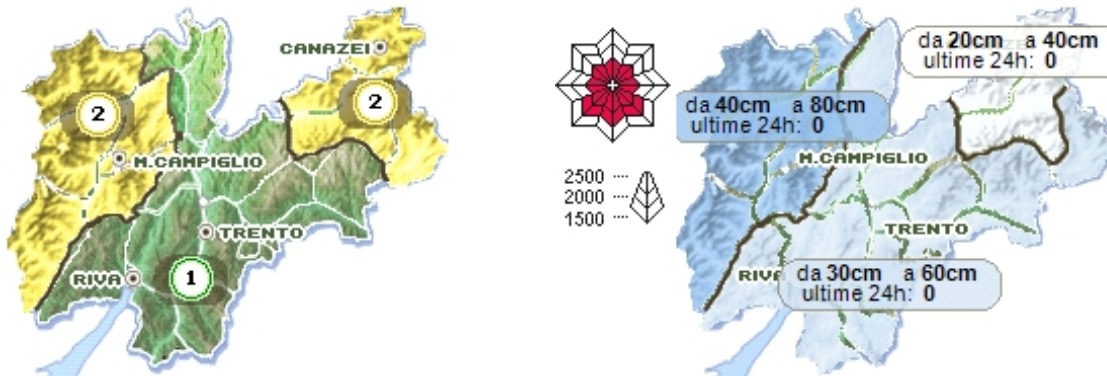 CANAZEI
2
2
M.CAMPIGLIO
TRENTO
RIVA
1
da 20cm a 40cm
ultime 24h: 0
da 40cm a 80cm
ultime 24h: 0
M.CAMPIGLIO
2500
2000
1500
TRENTO
RIVA
da 30cm a 60cm
ultime 24h: 0